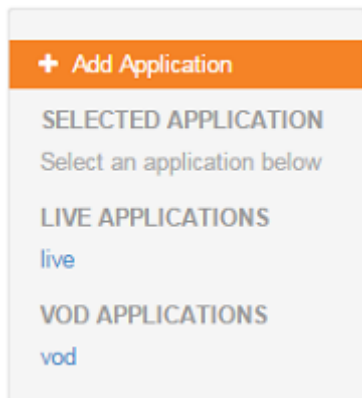 + Add Application
SELECTED APPLICATION
Select an application below
LIVE APPLICATIONS
live
VOD APPLICATIONS
vod